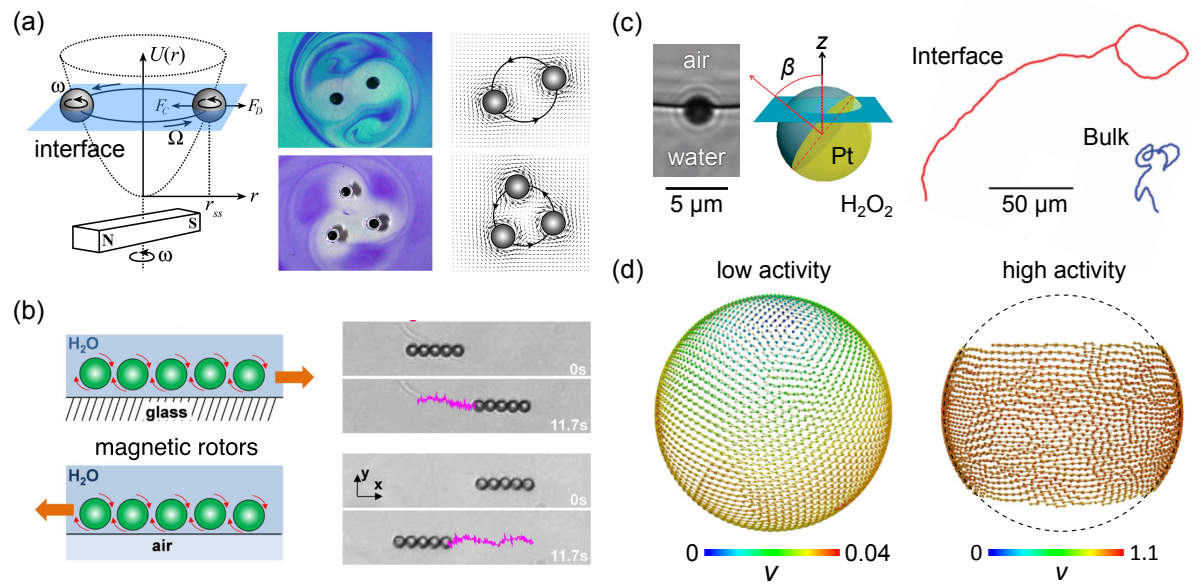 (a)
U(r)
ω
F_C
F_D
Ω
interface
r
r_ss
N
S
ω
(b)
H₂O
glass
0s
11.7s
magnetic rotors
H₂O
air
y
x
0s
11.7s
(c)
air
water
5 µm
z
β
Pt
H₂O₂
Interface
Bulk
50 µm
(d)
low activity
high activity
0 0.04
v
0 1.1
v